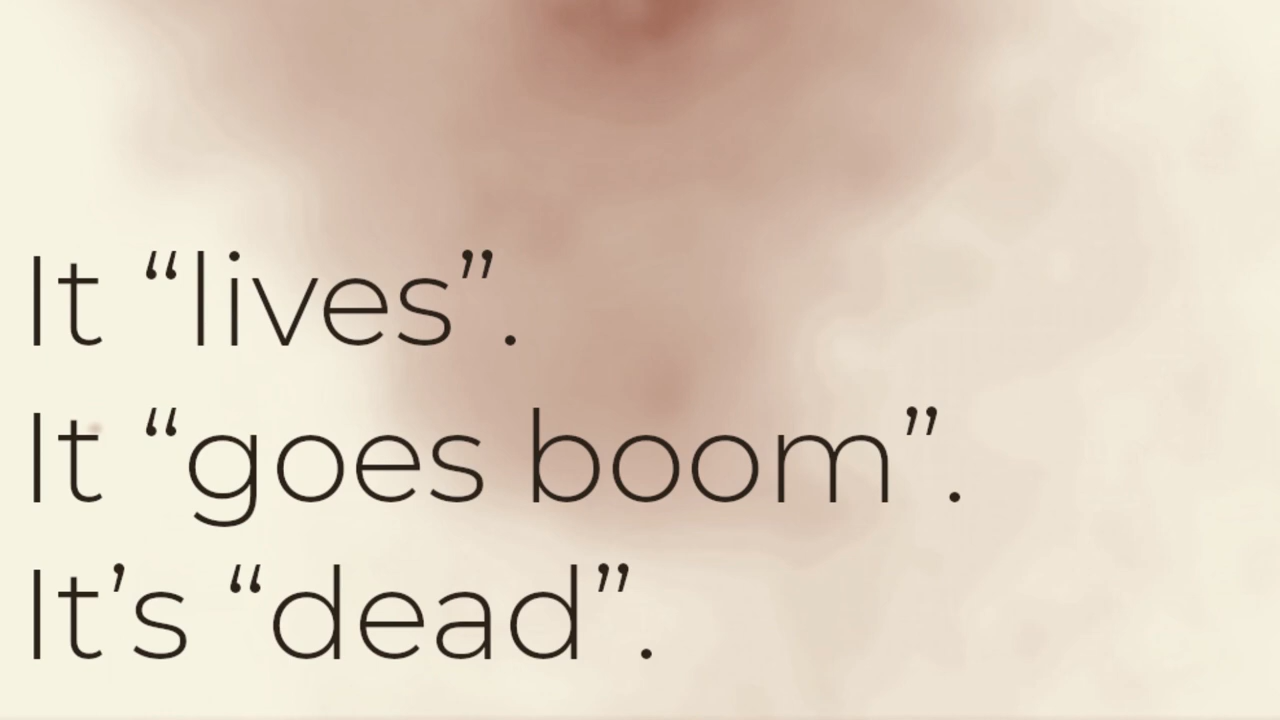 It “lives”.
It “goes boom”.
It’s “dead”.